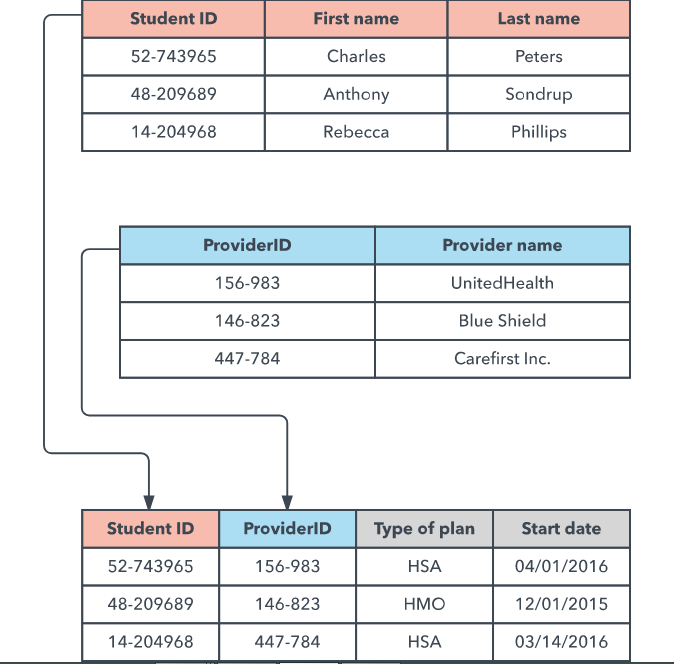 Student ID First name Last name
52-743965 Charles Peters
48-209689 Anthony Sondrup
14-204968 Rebecca Phillips
ProviderID Provider name
156-983 UnitedHealth
146-823 Blue Shield
447-784 Carefirst Inc.
Student ID ProviderID Type of plan Start date
52-743965 156-983 HSA 04/01/2016
48-209689 146-823 HMO 12/01/2015
14-204968 447-784 HSA 03/14/2016